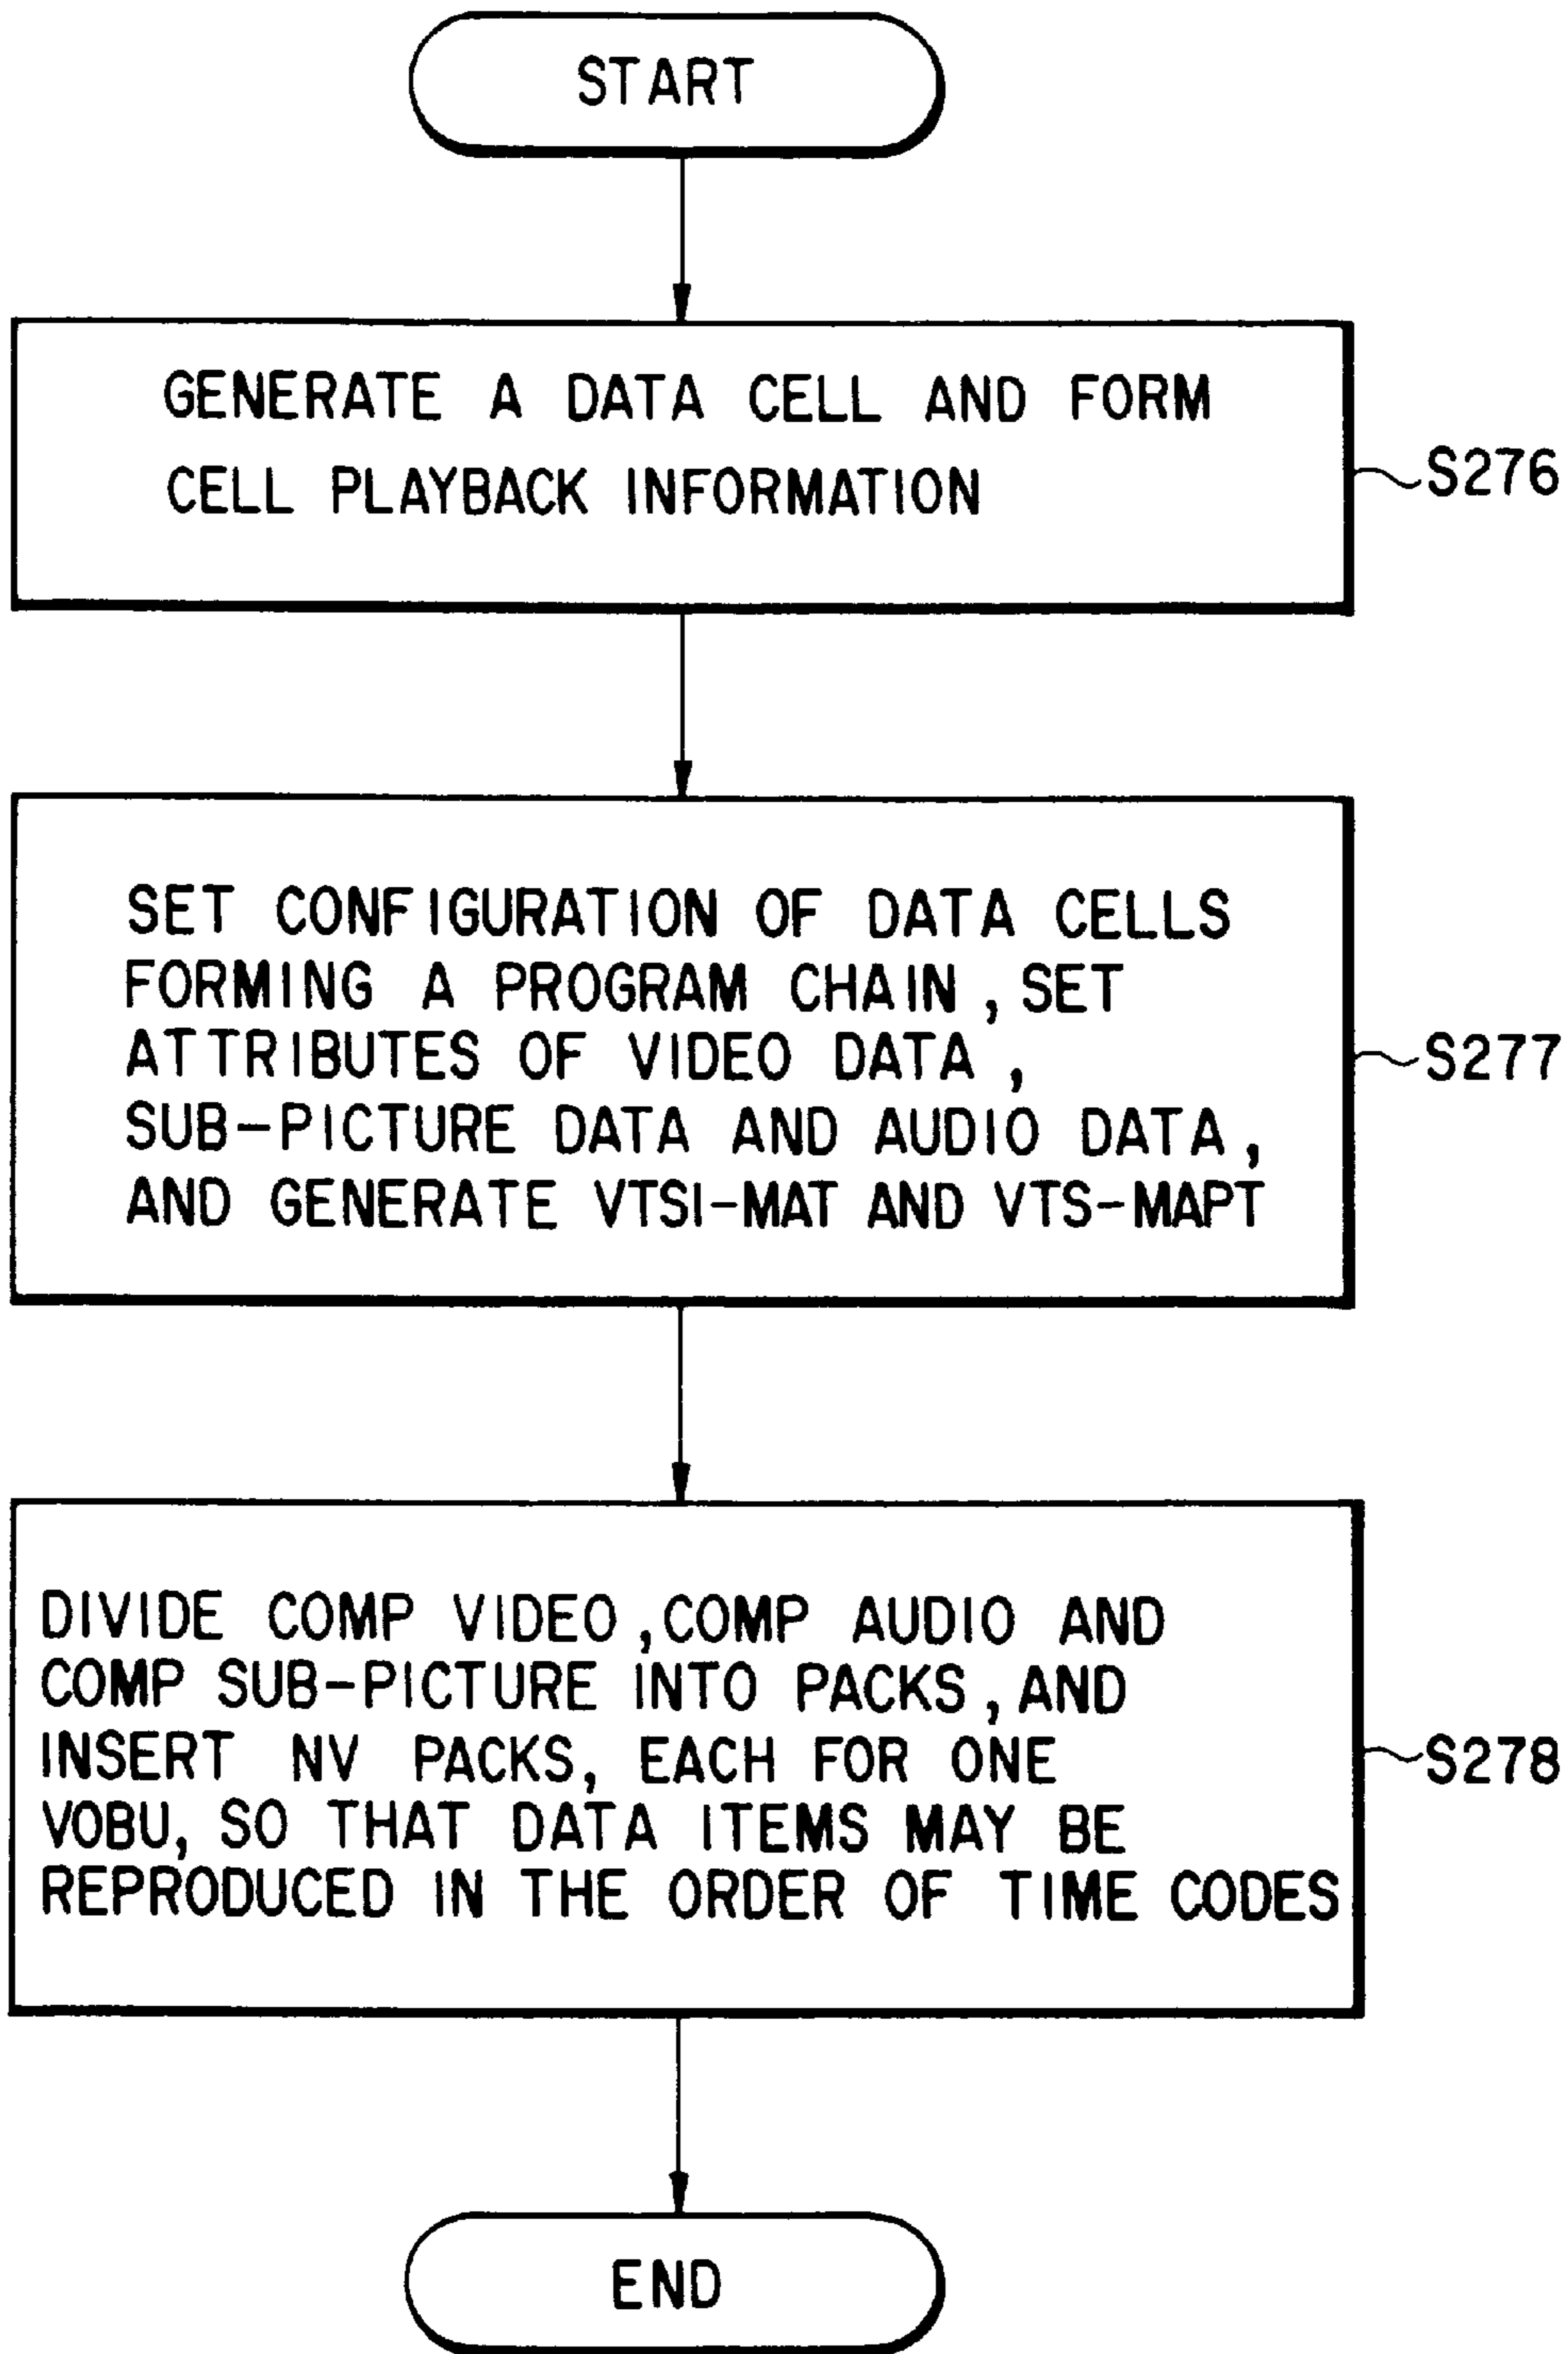 START
GENERATE A DATA CELL AND FORM
CELL PLAYBACK INFORMATION
S276
SET CONFIGURATION OF DATA CELLS
FORMING A PROGRAM CHAIN, SET
ATTRIBUTES OF VIDEO DATA,
SUB-PICTURE DATA AND AUDIO DATA,
AND GENERATE VTSI-MAT AND VTS-MAPT
S277
DIVIDE COMP VIDEO, COMP AUDIO AND
COMP SUB-PICTURE INTO PACKS, AND
INSERT NV PACKS, EACH FOR ONE
VOBU, SO THAT DATA ITEMS MAY BE
REPRODUCED IN THE ORDER OF TIME CODES
S278
END